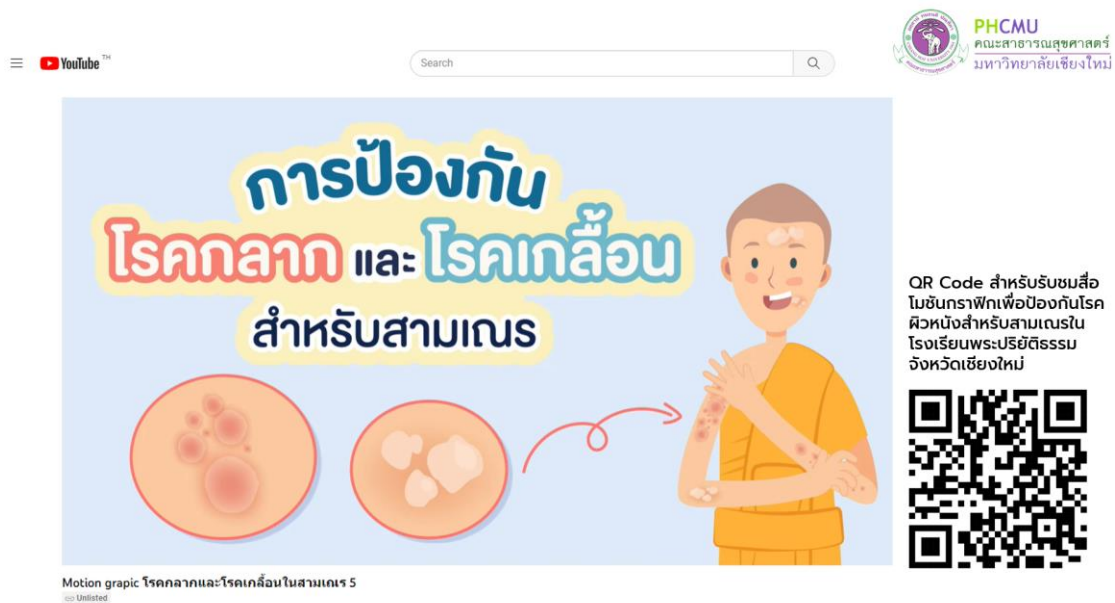 PHCMU
คณะสาธารณสุขศาสตร์
มหาวิทยาลัยเชียงใหม่
YouTube TM
Search
การป้องกัน
โรคกลาก และ โรคเกลื้อน
สำหรับสามเณร
QR Code สำหรับรับชมสื่อ
โมชันกราฟิกเพื่อป้องกันโรค
ผิวหนังสำหรับสามเณรใน
โรงเรียนพระปริยัติธรรม
จังหวัดเชียงใหม่
Motion grapic โรคกลากและโรคเกลื้อนในสามเณร 5
Unlisted